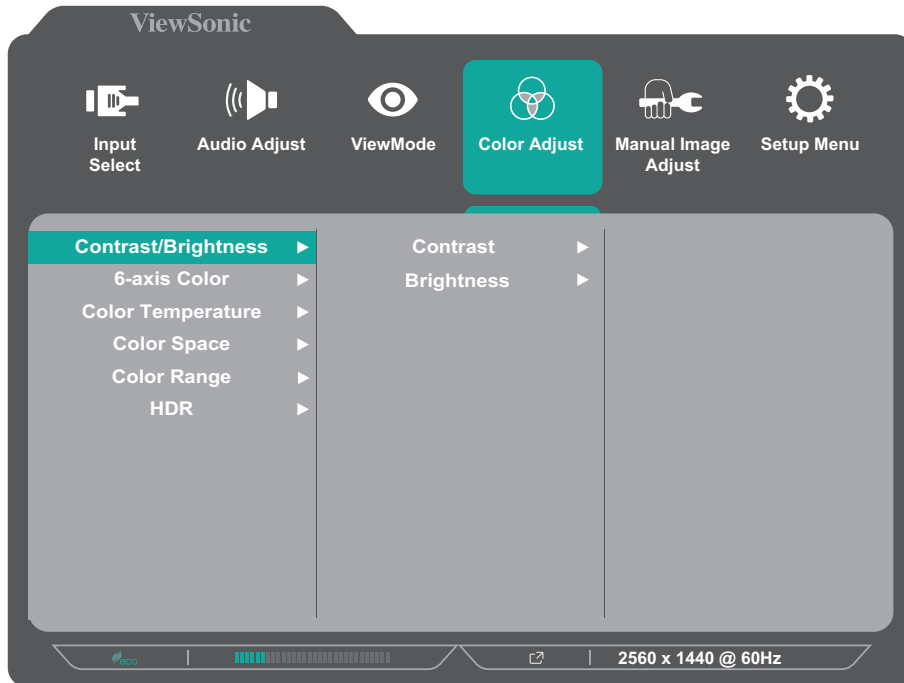 ViewSonic
Input Select
Audio Adjust
ViewMode
Color Adjust
Manual Image Adjust
Setup Menu
Contrast/Brightness
Contrast
6-axis Color
Brightness
Color Temperature
Color Space
Color Range
HDR
eco
2560 x 1440 @ 60Hz